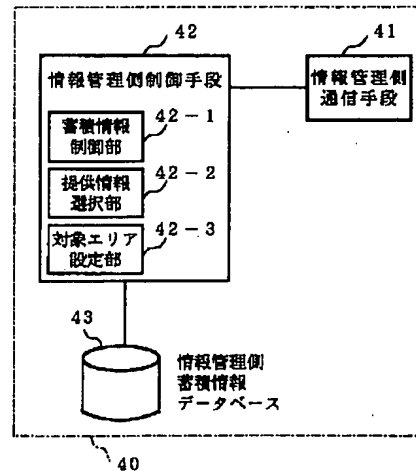 42
41
情報管理側制御手段
情報管理側
通信手段
42-1
蓄積情報
制御部
42-2
提供情報
選択部
42-3
対象エリア
設定部
43
情報管理側
蓄積情報
データベース
40